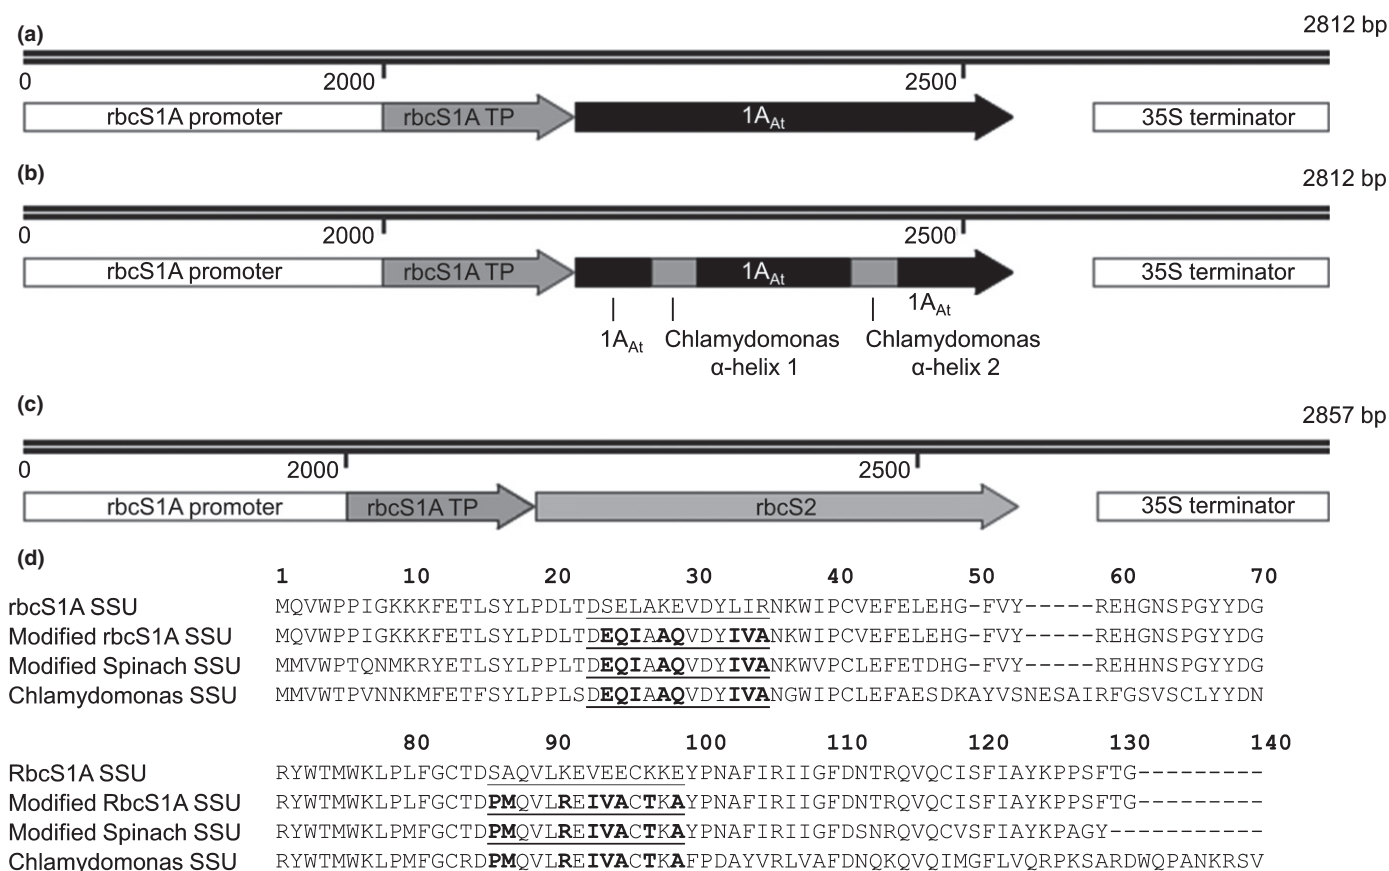 (a)
2812 bp
0 2000 2500
rbcS1A promoter rbcS1A TP 1AAt 35S terminator
(b)
2812 bp
0 2000 2500
rbcS1A promoter rbcS1A TP 1AAt 35S terminator
1AAt
1AAt Chlamydomonas Chlamydomonas
α-helix 1 α-helix 2
(c)
2857 bp
0 2000 2500
rbcS1A promoter rbcS1A TP rbcS2 35S terminator
(d)
1 10 20 30 40 50 60 70
rbcS1A SSU MQVWPPIGKKKFETLSYLPDLTDSELAKEVDYLIRNKWIPCVEFELEHG-FVY-----REHGNSPGYYDG
Modified rbcS1A SSU MQVWPPIGKKKFETLSYLPDLTDEQIAAQVDYIVANKWIPCVEFELEHG-FVY-----REHGNSPGYYDG
Modified Spinach SSU MMVWPTQNMKRYETLSYLPPLTDEQIAAQVDYIVANKWVPCLEFETDHG-FVY-----REHHNSPGYYDG
Chlamydomonas SSU MMVWTPVNNKMFETFSYLPPLSDEQIAAQVDYIVANGWIPCLEFAESDKAYVSNESAIRFGSVSCLYYDN
80 90 100 110 120 130 140
RbcS1A SSU RYWTMWKLPLFGCTDSAQVLKEVEECKKEYPNAFIRIIGFDNTRQVQCISFIAYKPPSFTG---------
Modified RbcS1A SSU RYWTMWKLPLFGCTDPMQVLREIVACTKAYPNAFIRIIGFDNTRQVQCISFIAYKPPSFTG---------
Modified Spinach SSU RYWTMWKLPMFGCTDPMQVLREIVACTKAYPNAFIRIIGFDSNRQVQCVSFIAYKPAGY-----------
Chlamydomonas SSU RYWTMWKLPMFGCRDPMQVLREIVACTKAFPDAYVRLVAFDNQKQVQIMGFLVQRPKSARDWQPANKRSV